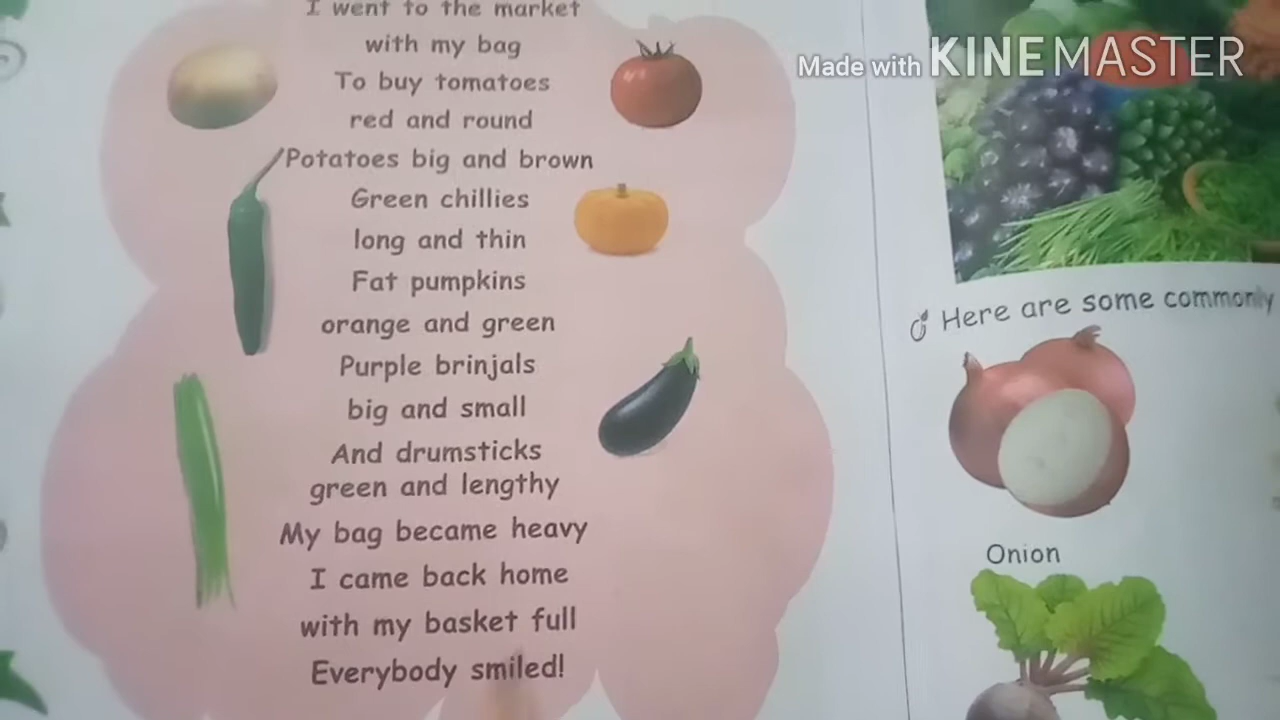 I went to the market
with my bag
To buy tomatoes
red and round
Potatoes big and brown
Green chillies
long and thin
Fat pumpkins
orange and green
Purple brinjals
big and small
And drumsticks
green and lengthy
My bag became heavy
I came back home
with my basket full
Everybody smiled!
Made with KINEMASTER
Here are some commonly
Onion